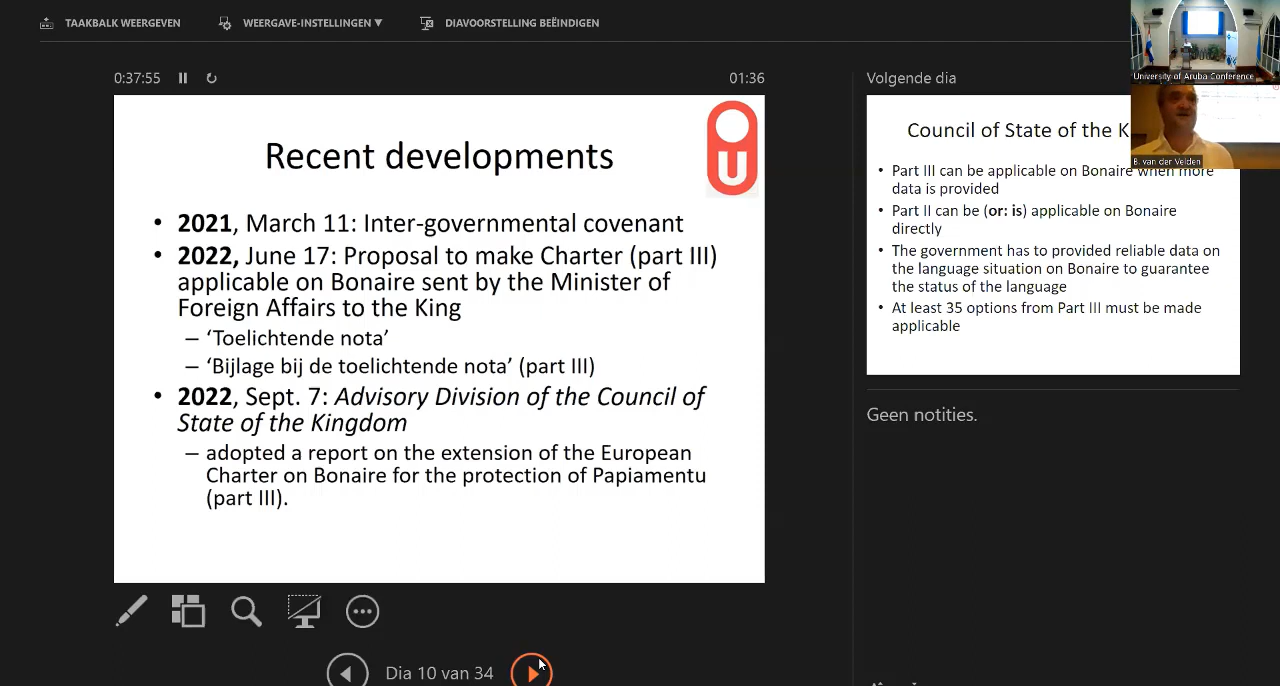 TAAKBALK WEERGEVEN
WEERGAVE-INSTELLINGEN ▼
DIAVOORSTELLING BEËINDIGEN
0:37:55
01:36
Recent developments
U
• 2021, March 11: Inter-governmental covenant
• 2022, June 17: Proposal to make Charter (part III)
applicable on Bonaire sent by the Minister of
Foreign Affairs to the King
– ‘Toelichtende nota’
– ‘Bijlage bij de toelichtende nota’ (part III)
• 2022, Sept. 7: Advisory Division of the Council of
State of the Kingdom
– adopted a report on the extension of the European
Charter on Bonaire for the protection of Papiamentu
(part III).
Dia 10 van 34
Volgende dia
Council of State of the K
• Part III can be applicable on Bonaire when more
data is provided
• Part II can be (or: is) applicable on Bonaire
directly
• The government has to provided reliable data on
the language situation on Bonaire to guarantee
the status of the language
• At least 35 options from Part III must be made
applicable
Geen notities.
University of Aruba Conference
B. van der Velden